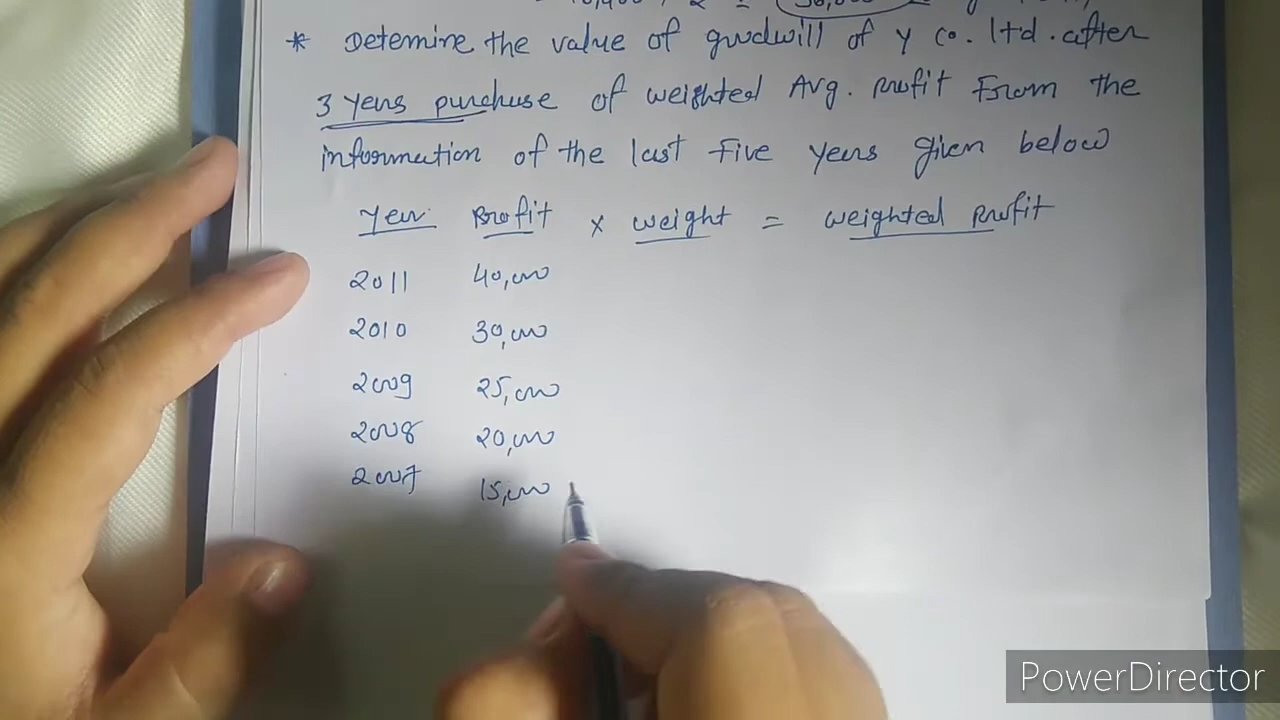 * Detemine the value of goodwill of Y Co. Ltd. after
3 years purchase of weighted Avg. Profit From the
information of the last Five years given below
Year Profit × weight = weighted Profit
2011 40,000
2010 30,000
2009 25,000
2008 20,000
2007 15,000
PowerDirector